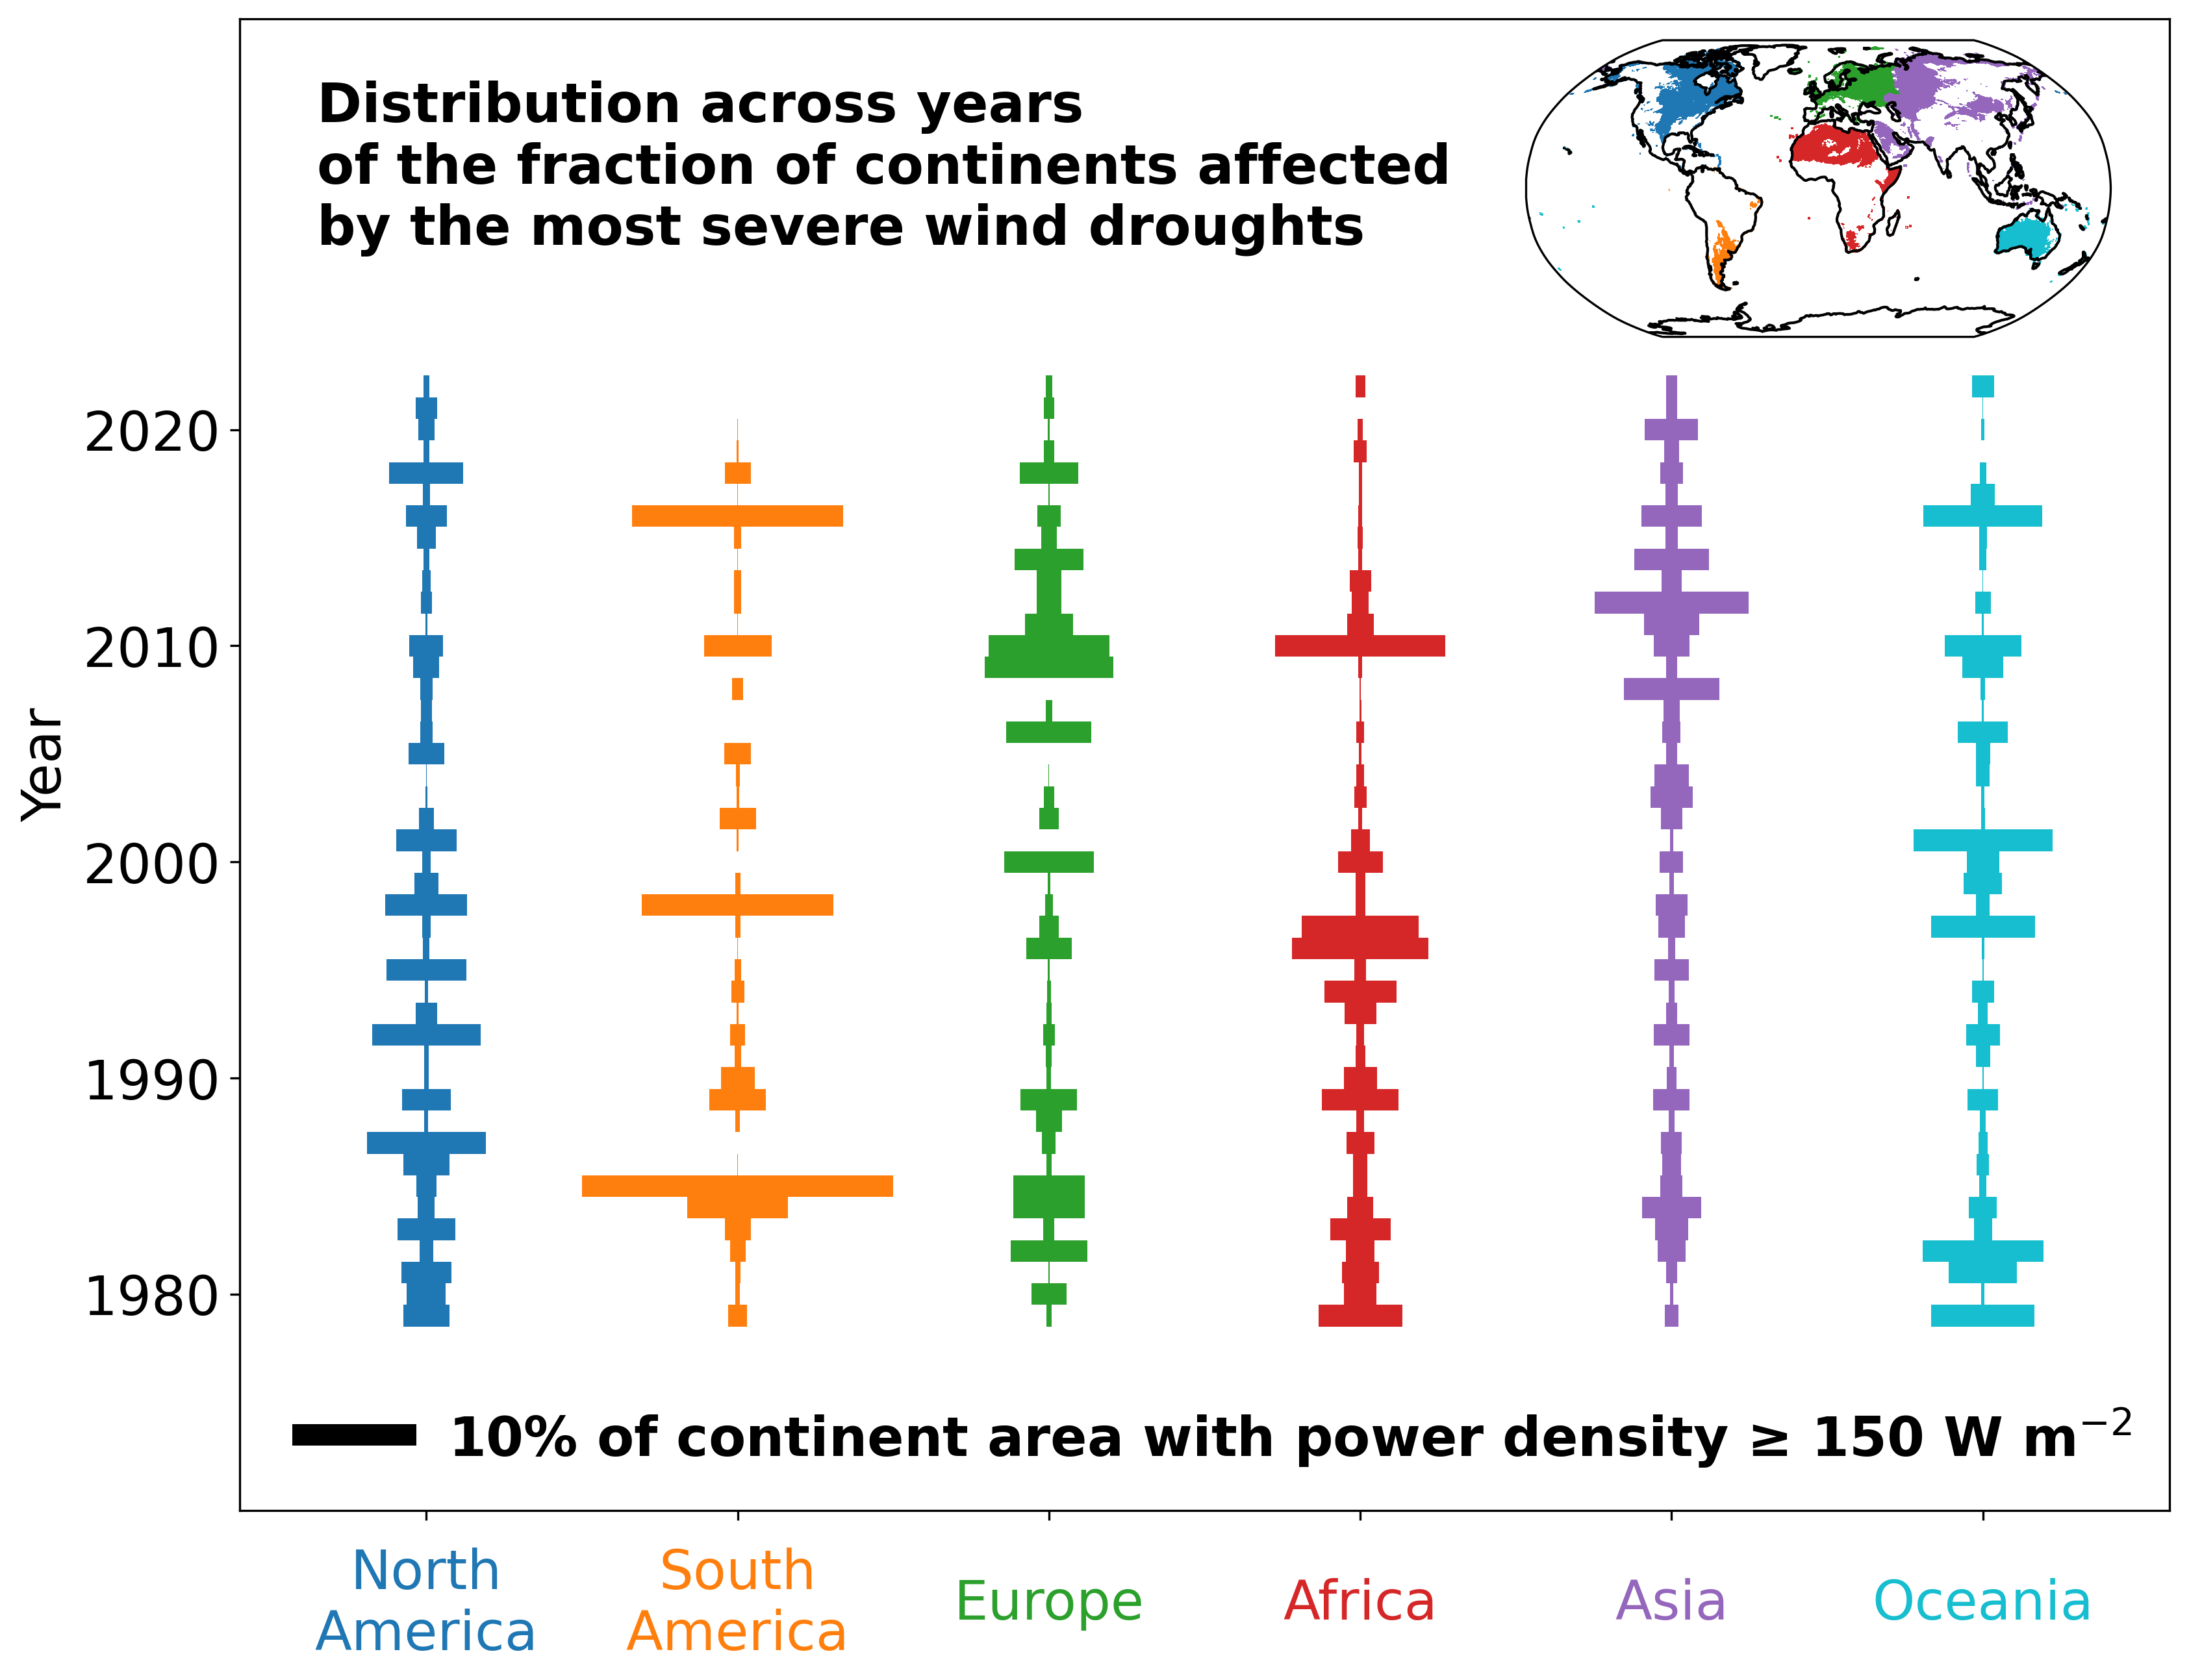 Distribution across years
of the fraction of continents affected
by the most severe wind droughts
Year
2020
2010
2000
1990
1980
10% of continent area with power density ≥ 150 W m⁻²
North
America
South
America
Europe
Africa
Asia
Oceania